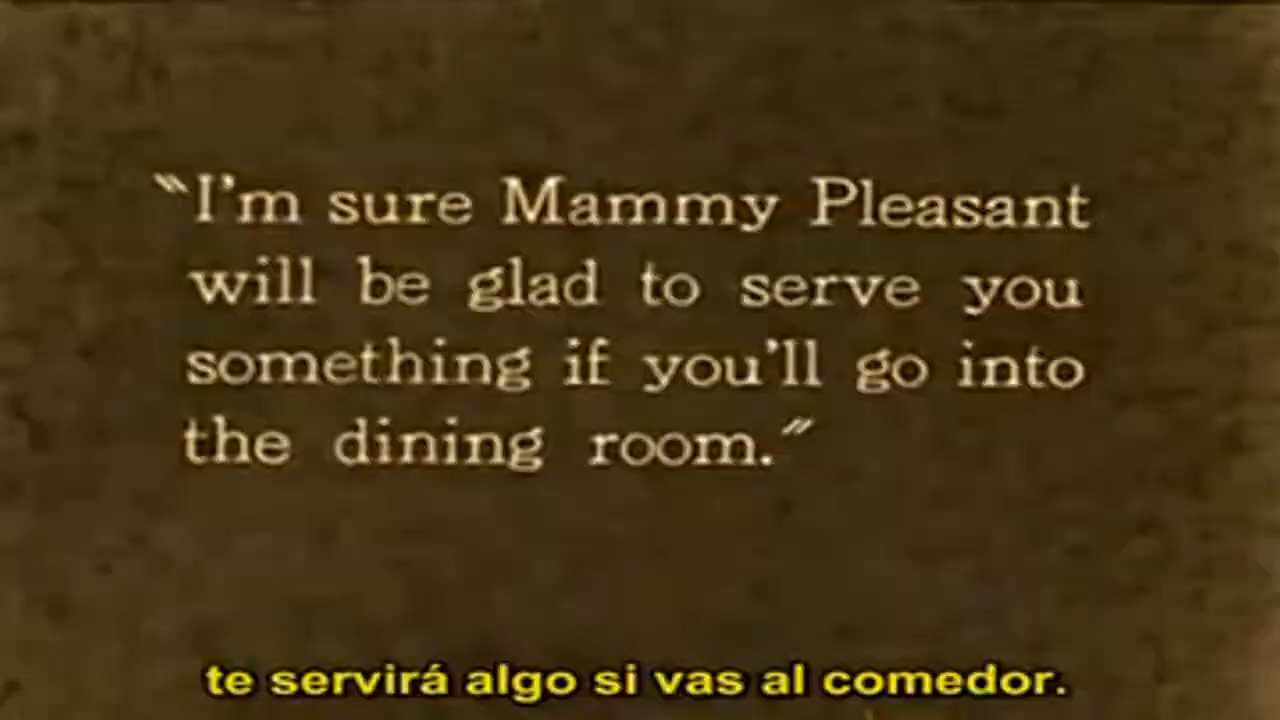 "I'm sure Mammy Pleasant
will be glad to serve you
something if you'll go into
the dining room."
te servirá algo si vas al comedor.